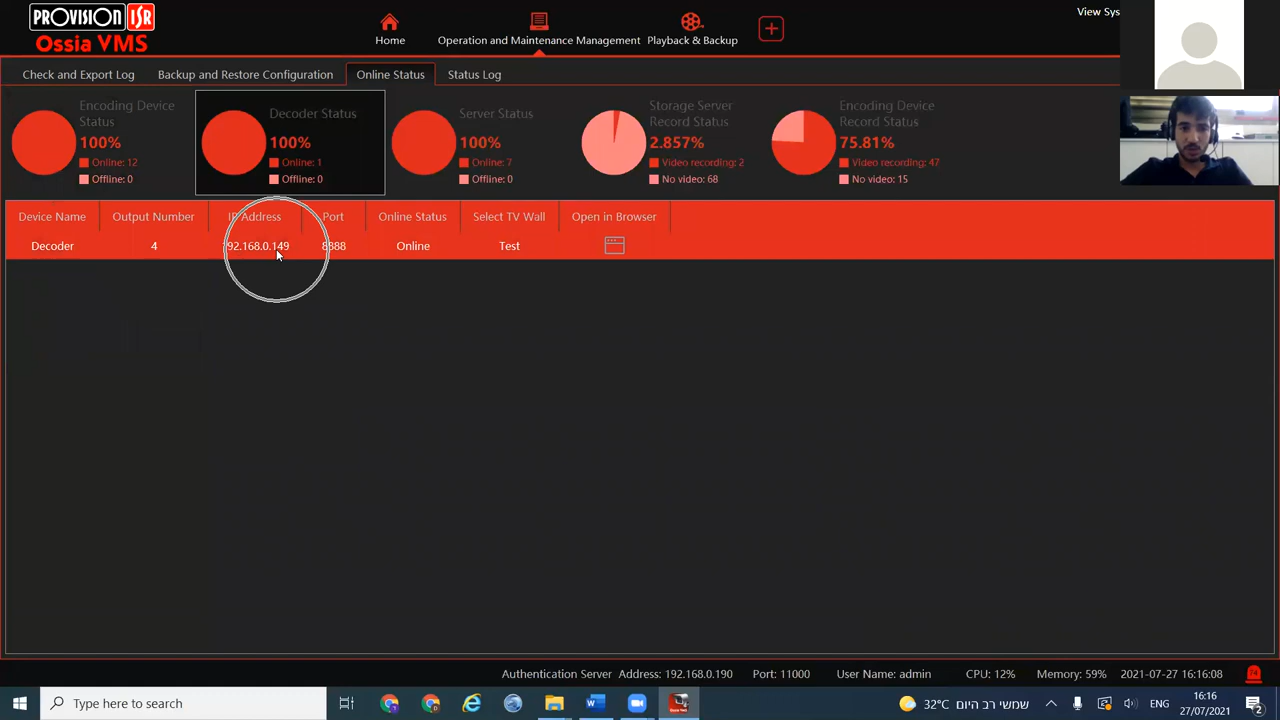 PROVISION ISR
Ossia VMS
Home
Operation and Maintenance Management
Playback & Backup
View Sys
Check and Export Log
Backup and Restore Configuration
Online Status
Status Log
Encoding Device Status
100%
Online: 12
Offline: 0
Decoder Status
100%
Online: 1
Offline: 0
Server Status
100%
Online: 7
Offline: 0
Storage Server Record Status
2.857%
Video recording: 2
No video: 68
Encoding Device Record Status
75.81%
Video recording: 47
No video: 15
Device Name Output Number IP Address Port Online Status Select TV Wall Open in Browser
Decoder 4 192.168.0.149 8888 Online Test
Authentication Server Address: 192.168.0.190 Port: 11000 User Name: admin CPU: 12% Memory: 59% 2021-07-27 16:16:08
74
Type here to search
32°C שמשי רב היום
ENG
16:16
27/07/2021
2